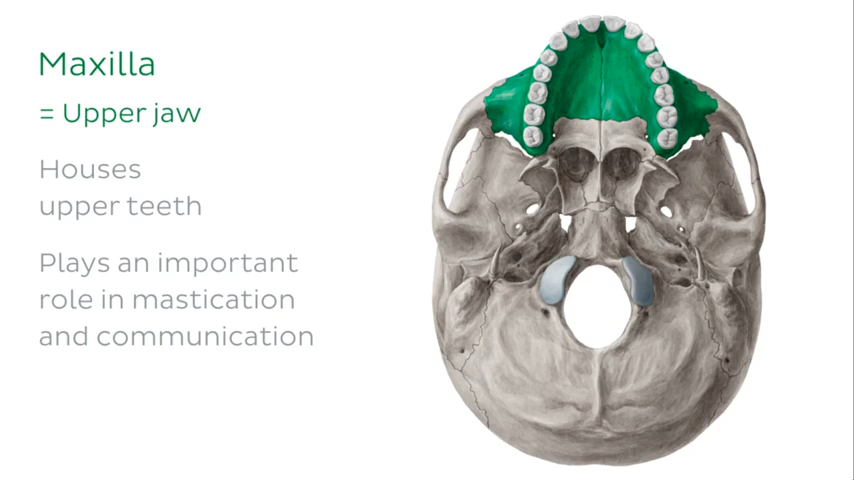 Maxilla
= Upper jaw
Houses
upper teeth
Plays an important
role in mastication
and communication